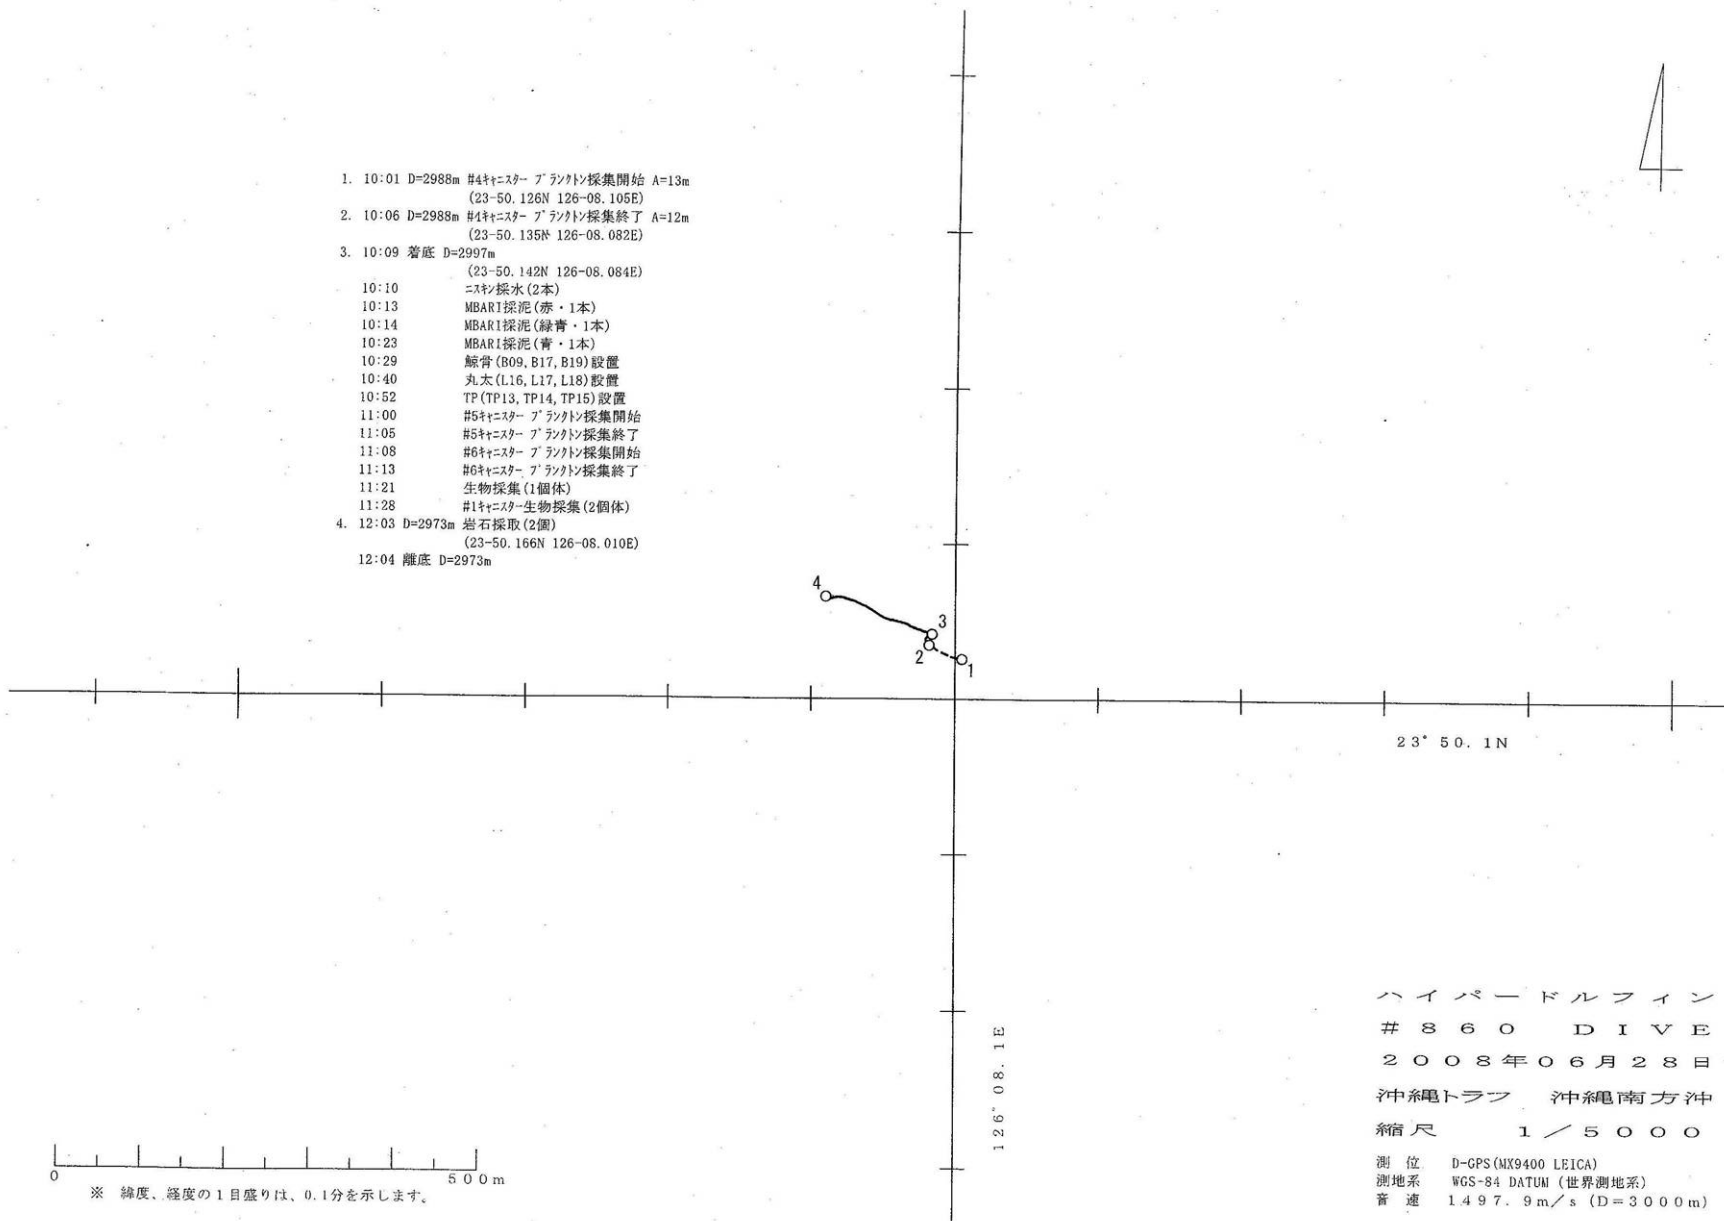 1. 10:01 D=2988m #4ｷｬﾆｽﾀｰ ﾌﾟﾗﾝｸﾄﾝ採集開始 A=13m
(23-50.126N 126-08.105E)
2. 10:06 D=2988m #4ｷｬﾆｽﾀｰ ﾌﾟﾗﾝｸﾄﾝ採集終了 A=12m
(23-50.135N 126-08.082E)
3. 10:09 着底 D=2997m
(23-50.142N 126-08.084E)
10:10 ﾆｽｷﾝ採水(2本)
10:13 MBARI採泥(赤・1本)
10:14 MBARI採泥(緑青・1本)
10:23 MBARI採泥(青・1本)
10:29 鯨骨(B09,B17,B19)設置
10:40 丸太(L16,L17,L18)設置
10:52 TP(TP13,TP14,TP15)設置
11:00 #5ｷｬﾆｽﾀｰ ﾌﾟﾗﾝｸﾄﾝ採集開始
11:05 #5ｷｬﾆｽﾀｰ ﾌﾟﾗﾝｸﾄﾝ採集終了
11:08 #6ｷｬﾆｽﾀｰ ﾌﾟﾗﾝｸﾄﾝ採集開始
11:13 #6ｷｬﾆｽﾀｰ ﾌﾟﾗﾝｸﾄﾝ採集終了
11:21 生物採集(1個体)
11:28 #1ｷｬﾆｽﾀｰ生物採集(2個体)
4. 12:03 D=2973m 岩石採取(2個)
(23-50.166N 126-08.010E)
12:04 離底 D=2973m
4
3
2
1
23°50.1N
126°08.1E
ハイパードルフィン
#860 DIVE
2008年06月28日
沖縄トラフ 沖縄南方沖
縮尺 1/5000
測位 D-GPS(MX9400 LEICA)
測地系 WGS-84 DATUM (世界測地系)
音速 1497.9m/s (D=3000m)
0 500m
※ 緯度、経度の1目盛りは、0.1分を示します。